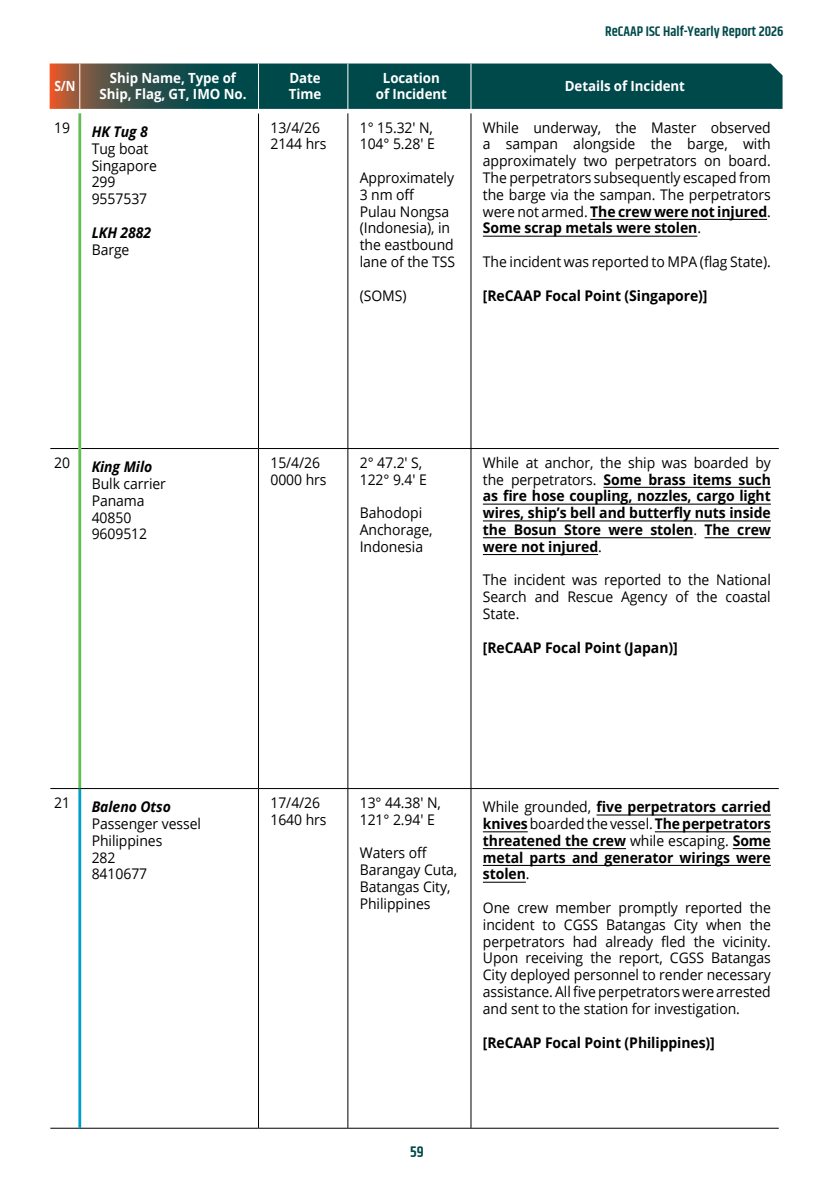 ReCAAP ISC Half-Yearly Report 2026
S/N
Ship Name, Type of
Ship, Flag, GT, IMO No.
Date
Time
Location
of Incident
Details of Incident
19
HK Tug 8
Tug boat
Singapore
299
9557537
LKH 2882
Barge
13/4/26
2144 hrs
1° 15.32' N,
104° 5.28' E
Approximately
3 nm off
Pulau Nongsa
(Indonesia), in
the eastbound
lane of the TSS
(SOMS)
While underway, the Master observed
a sampan alongside the barge, with
approximately two perpetrators on board.
The perpetrators subsequently escaped from
the barge via the sampan. The perpetrators
were not armed. The crew were not injured.
Some scrap metals were stolen.
The incident was reported to MPA (flag State).
[ReCAAP Focal Point (Singapore)]
20
King Milo
Bulk carrier
Panama
40850
9609512
15/4/26
0000 hrs
2° 47.2' S,
122° 9.4' E
Bahodopi
Anchorage,
Indonesia
While at anchor, the ship was boarded by
the perpetrators. Some brass items such
as fire hose coupling, nozzles, cargo light
wires, ship's bell and butterfly nuts inside
the Bosun Store were stolen. The crew
were not injured.
The incident was reported to the National
Search and Rescue Agency of the coastal
State.
[ReCAAP Focal Point (Japan)]
21
Baleno Otso
Passenger vessel
Philippines
282
8410677
17/4/26
1640 hrs
13° 44.38' N,
121° 2.94' E
Waters off
Barangay Cuta,
Batangas City,
Philippines
While grounded, five perpetrators carried
knives boarded the vessel. The perpetrators
threatened the crew while escaping. Some
metal parts and generator wirings were
stolen.
One crew member promptly reported the
incident to CGSS Batangas City when the
perpetrators had already fled the vicinity.
Upon receiving the report, CGSS Batangas
City deployed personnel to render necessary
assistance. All five perpetrators were arrested
and sent to the station for investigation.
[ReCAAP Focal Point (Philippines)]
59